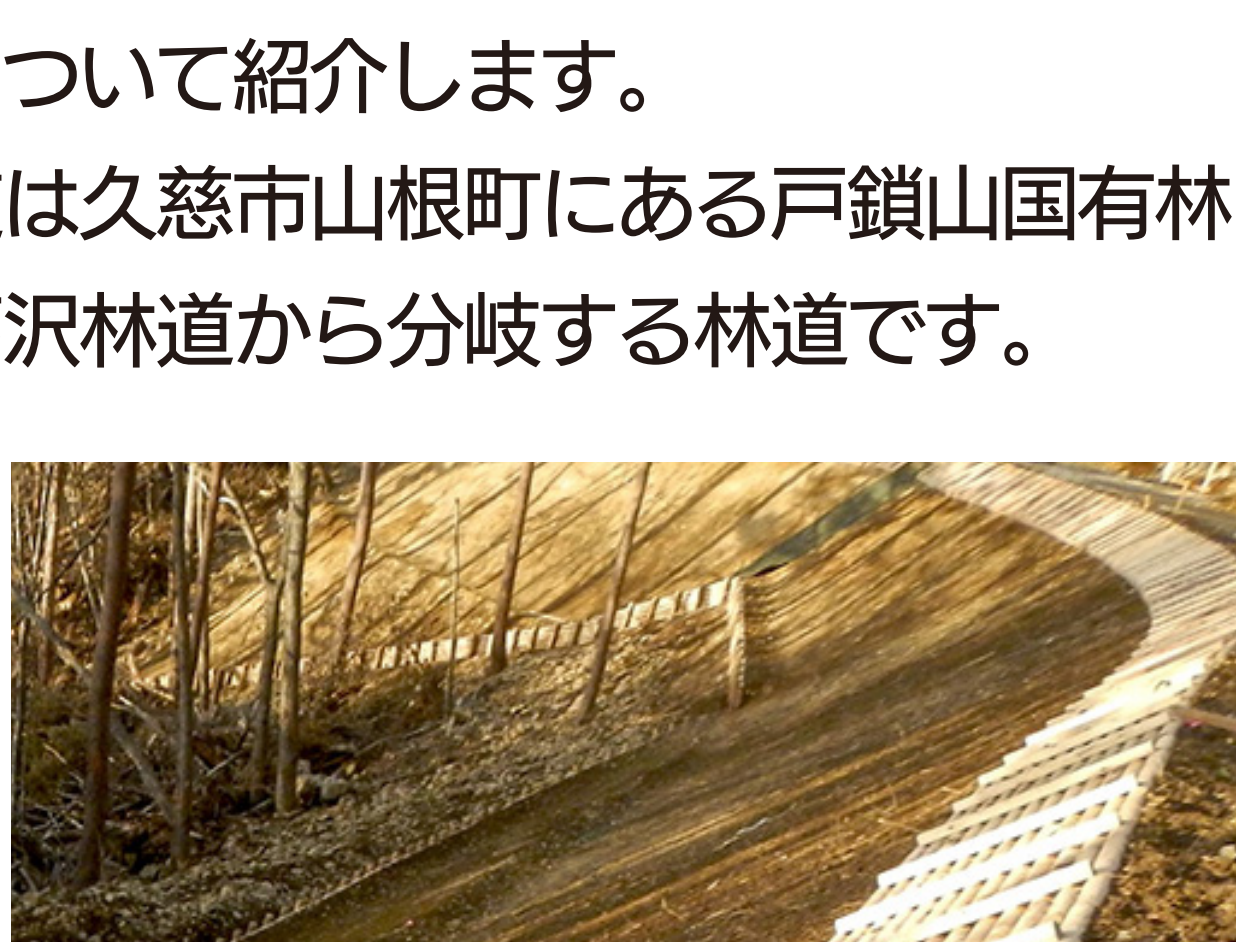 ついて紹介します。
は久慈市山根町にある戸鎖山国有林
沢林道から分岐する林道です。